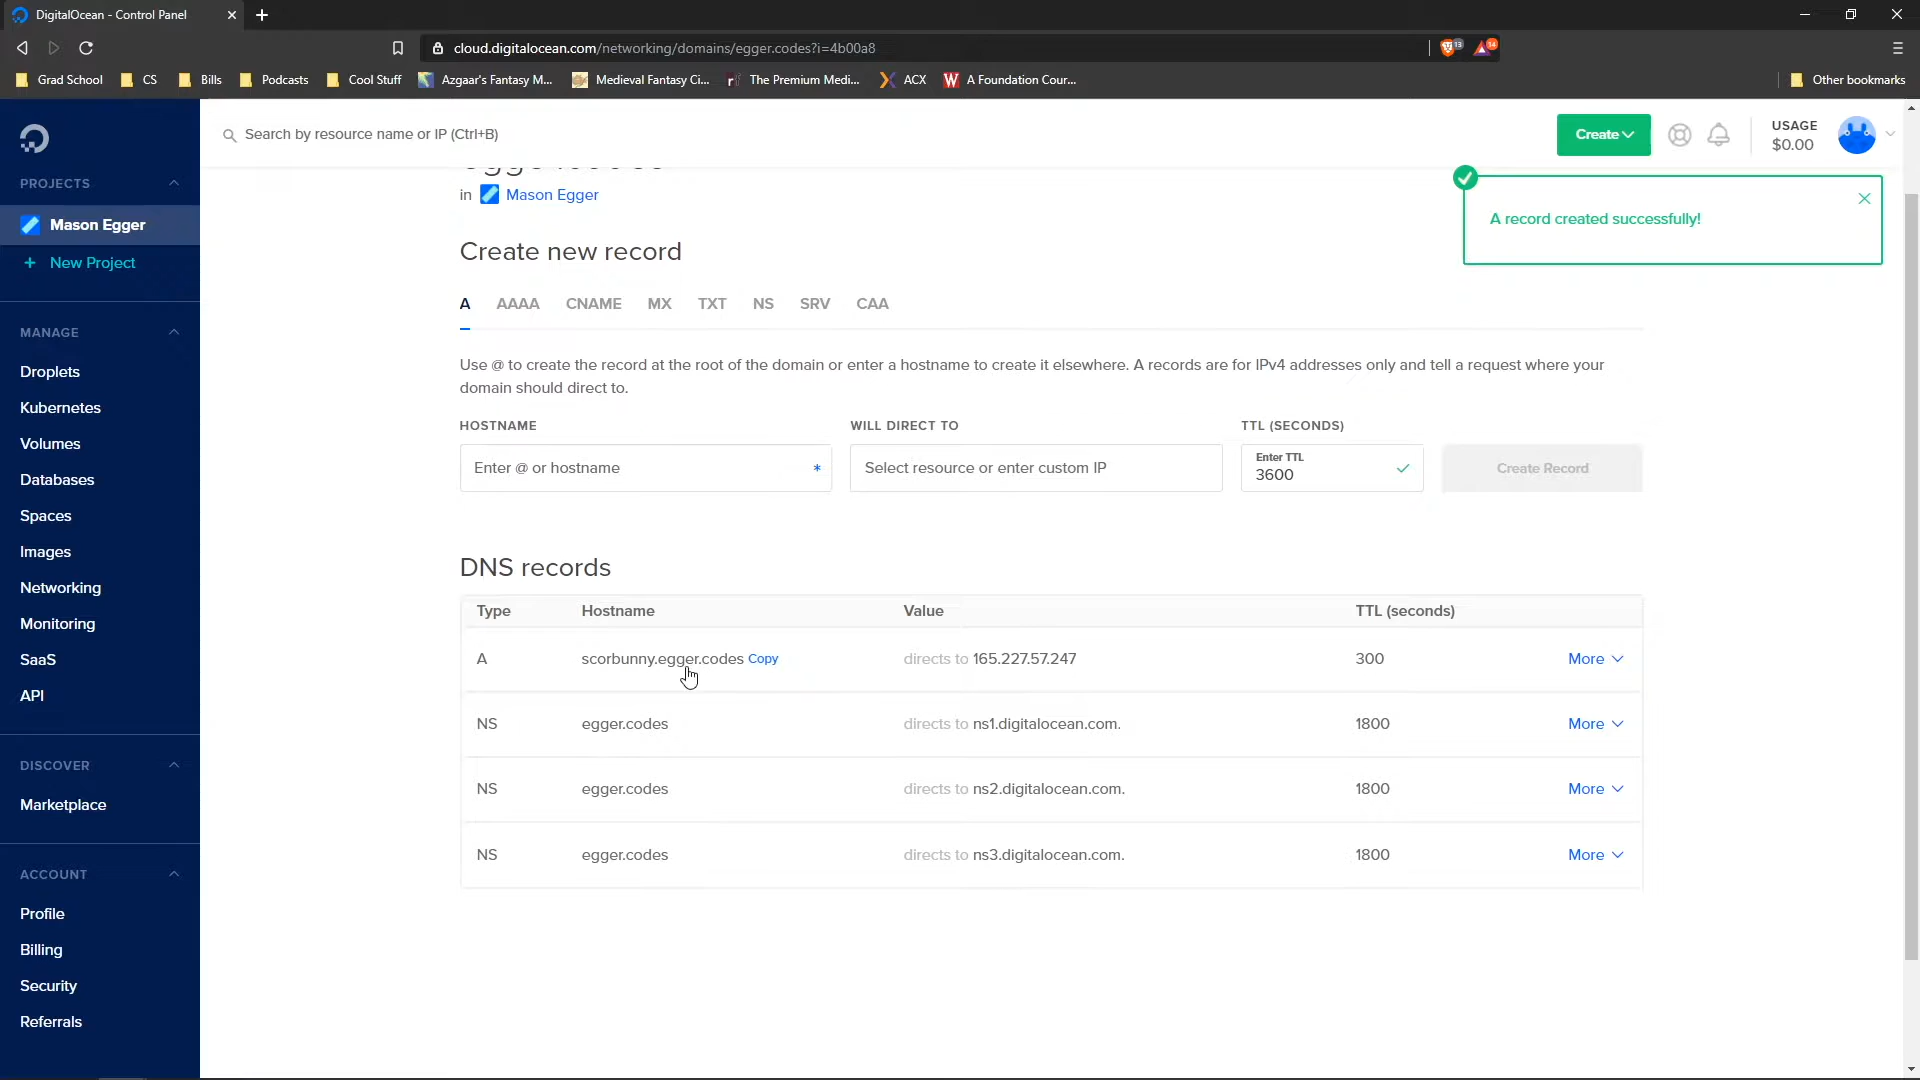 DigitalOcean - Control Panel
cloud.digitalocean.com/networking/domains/egger.codes?i=4b00a8
13
14
Grad School
CS
Bills
Podcasts
Cool Stuff
Azgaar's Fantasy M...
Medieval Fantasy Ci...
The Premium Medi...
ACX
A Foundation Cour...
Other bookmarks
Search by resource name or IP (Ctrl+B)
Create
USAGE
$0.00
PROJECTS
Mason Egger
New Project
MANAGE
Droplets
Kubernetes
Volumes
Databases
Spaces
Images
Networking
Monitoring
SaaS
API
DISCOVER
Marketplace
ACCOUNT
Profile
Billing
Security
Referrals
in Mason Egger
A record created successfully!
Create new record
A AAAA CNAME MX TXT NS SRV CAA
Use @ to create the record at the root of the domain or enter a hostname to create it elsewhere. A records are for IPv4 addresses only and tell a request where your
domain should direct to.
HOSTNAME
Enter @ or hostname *
WILL DIRECT TO
Select resource or enter custom IP
TTL (SECONDS)
Enter TTL
3600
Create Record
DNS records
Type Hostname Value TTL (seconds)
A scorbunny.egger.codes Copy directs to 165.227.57.247 300 More
NS egger.codes directs to ns1.digitalocean.com. 1800 More
NS egger.codes directs to ns2.digitalocean.com. 1800 More
NS egger.codes directs to ns3.digitalocean.com. 1800 More